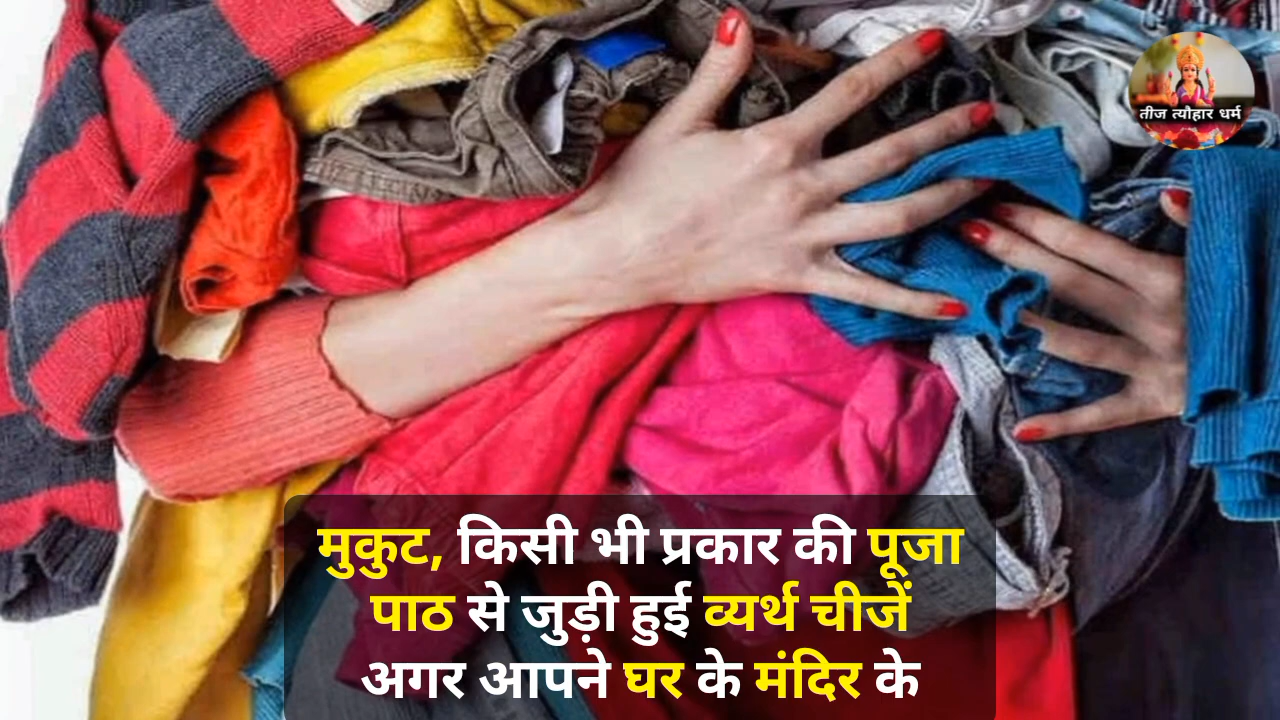 तीज त्यौहार धर्म
मुकुट, किसी भी प्रकार की पूजा
पाठ से जुड़ी हुई व्यर्थ चीजें
अगर आपने घर के मंदिर के